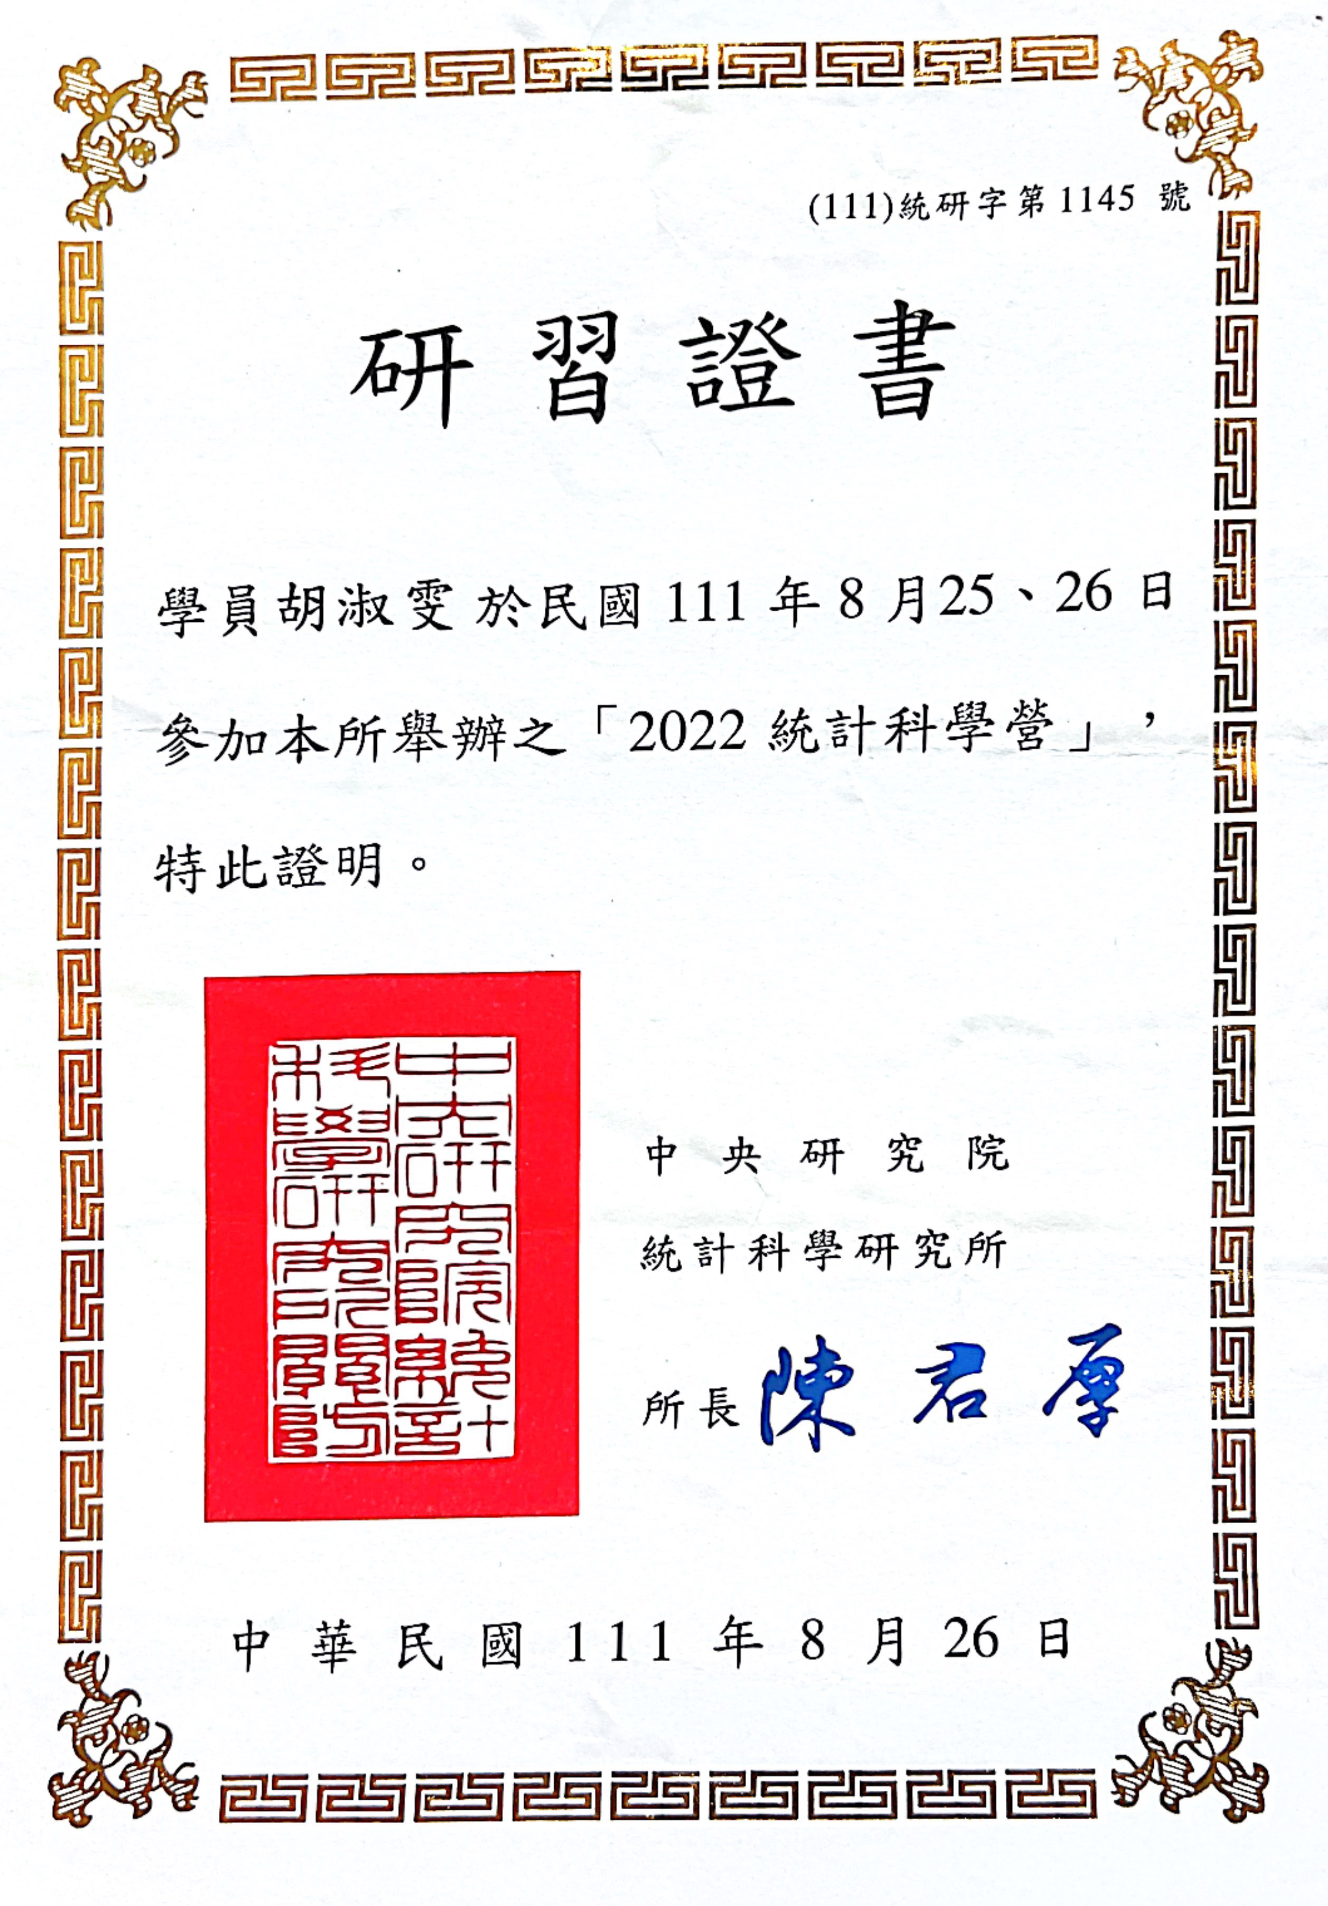 (111)統研字第 1145 號
研習證書
學員胡淑雯於民國 111 年 8 月25、26 日
參加本所舉辦之「2022 統計科學營」，
特此證明。
中央研究院統計
科學研究所關防
中央研究院
統計科學研究所
所長 陳君厚
中華民國 111 年 8 月 26 日